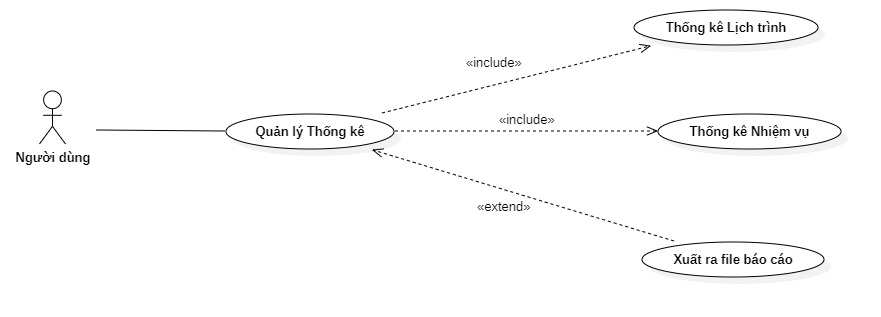 Thống kê Lịch trình
«include»
«include»
Quản lý Thống kê
Thống kê Nhiệm vụ
Người dùng
«extend»
Xuất ra file báo cáo